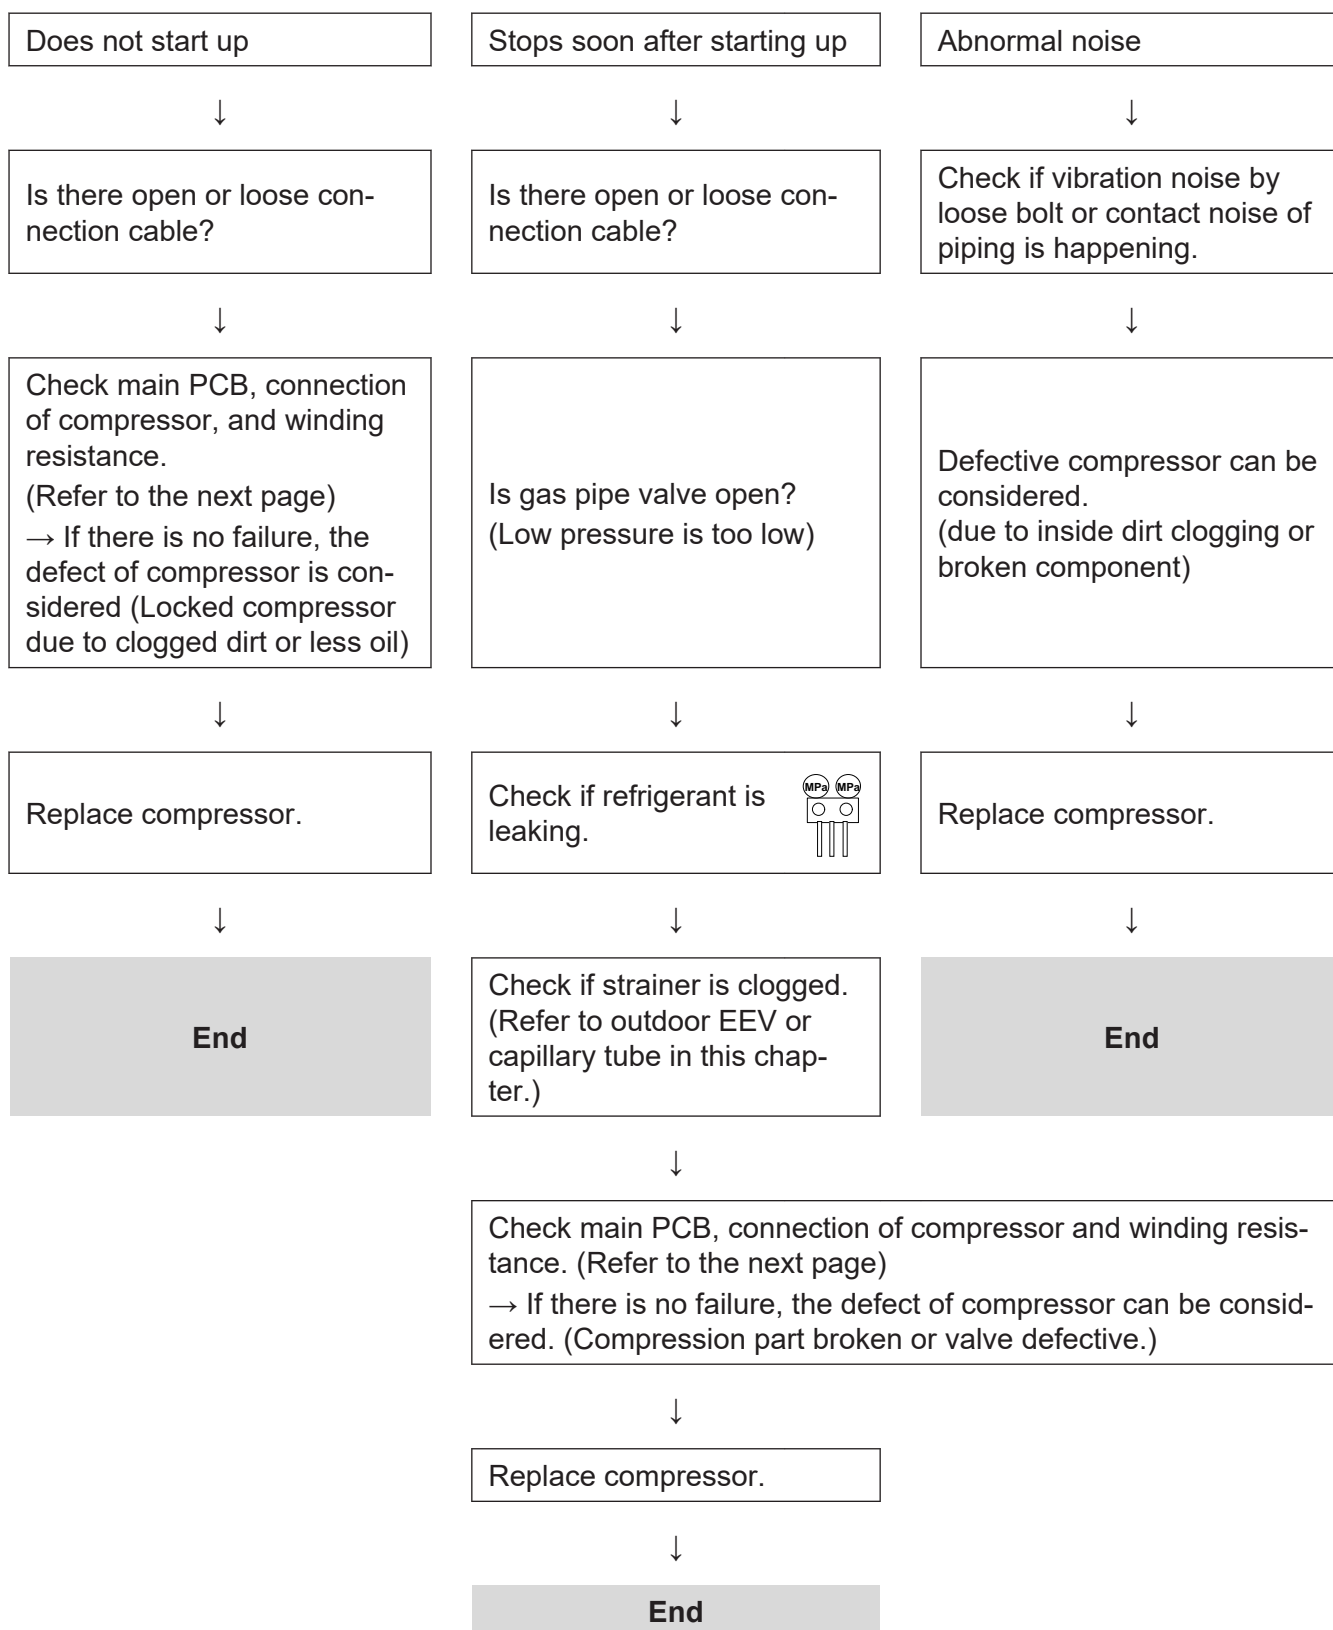 Does not start up
↓
Is there open or loose con-
nection cable?
↓
Check main PCB, connection
of compressor, and winding
resistance.
(Refer to the next page)
→ If there is no failure, the
defect of compressor is con-
sidered (Locked compressor
due to clogged dirt or less oil)
↓
Replace compressor.
↓
End
Stops soon after starting up
↓
Is there open or loose con-
nection cable?
↓
Is gas pipe valve open?
(Low pressure is too low)
↓
Check if refrigerant is
leaking.
MPa MPa
↓
Check if strainer is clogged.
(Refer to outdoor EEV or
capillary tube in this chap-
ter.)
↓
Check main PCB, connection of compressor and winding resis-
tance. (Refer to the next page)
→ If there is no failure, the defect of compressor can be consid-
ered. (Compression part broken or valve defective.)
↓
Replace compressor.
↓
End
Abnormal noise
↓
Check if vibration noise by
loose bolt or contact noise of
piping is happening.
↓
Defective compressor can be
considered.
(due to inside dirt clogging or
broken component)
↓
Replace compressor.
↓
End